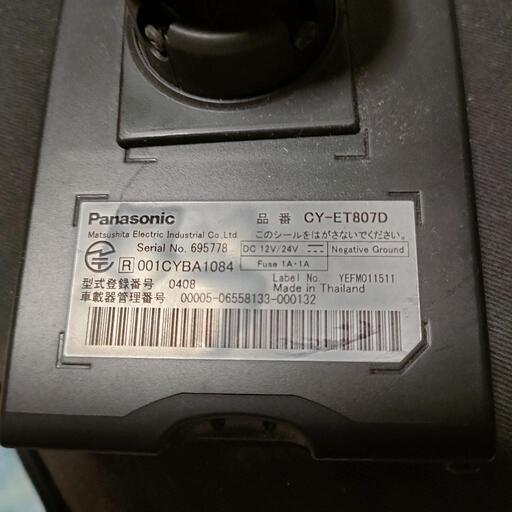 Panasonic 品番 CY-ET807D
Matsushita Electric Industrial Co.,Ltd このシールをはがさないでください。
Serial No. 695778 DC 12V/24V Negative Ground
Fuse 1A・1A
R 001CYBA1084 Label No. YEFM011511
型式登録番号 0408 Made in Thailand
車載器管理番号 00005-06558133-000132